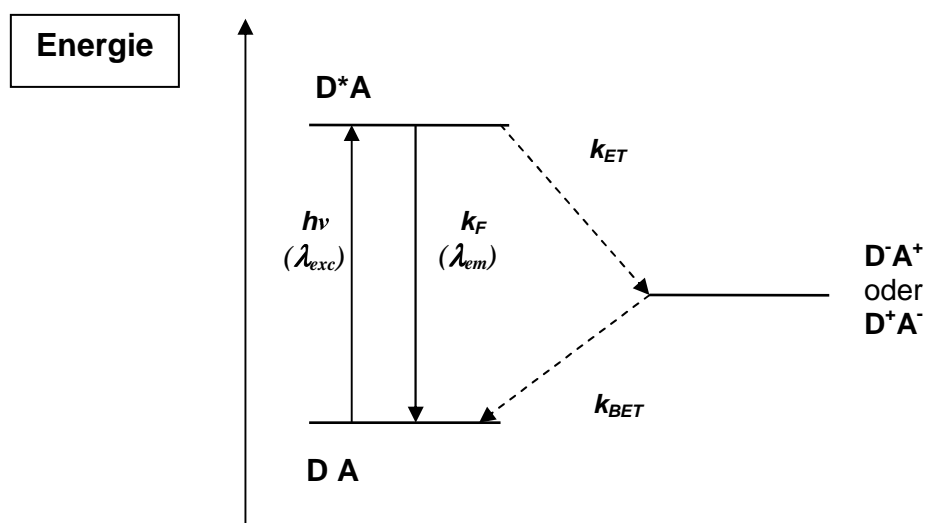 Energie
D*A
k_ET
hν
(λ_exc)
k_F
(λ_em)
D⁻A⁺
oder
D⁺A⁻
k_BET
D A